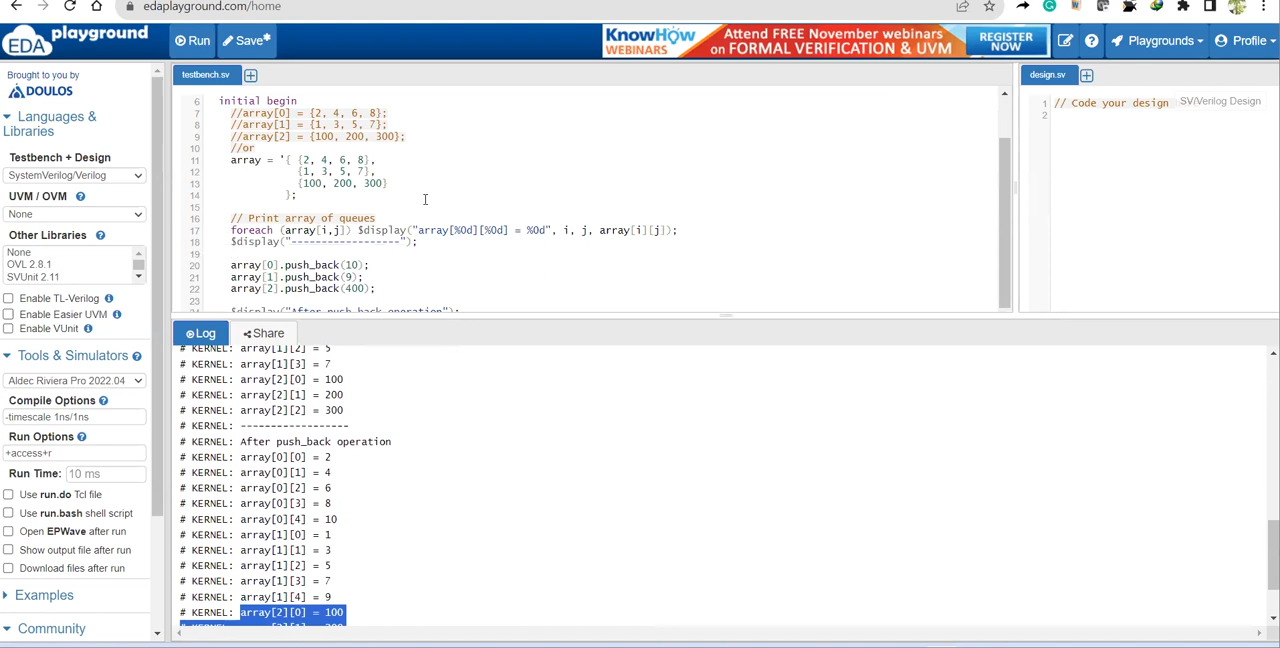 edaplayground.com/home
EDA playground
Run
Save*
KnowHow WEBINARS
Attend FREE November webinars
on FORMAL VERIFICATION & UVM
REGISTER NOW
Playgrounds
Profile
Brought to you by
DOULOS
Languages &
Libraries
Testbench + Design
SystemVerilog/Verilog
UVM / OVM
None
Other Libraries
None
OVL 2.8.1
SVUnit 2.11
Enable TL-Verilog
Enable Easier UVM
Enable VUnit
Tools & Simulators
Aldec Riviera Pro 2022.04
Compile Options
-timescale 1ns/1ns
Run Options
+access+r
Run Time: 10 ms
Use run.do Tcl file
Use run.bash shell script
Open EPWave after run
Show output file after run
Download files after run
Examples
Community
testbench.sv
6 initial begin
7 //array[0] = {2, 4, 6, 8};
8 //array[1] = {1, 3, 5, 7};
9 //array[2] = {100, 200, 300};
10 //or
11 array = '{ {2, 4, 6, 8},
12 {1, 3, 5, 7},
13 {100, 200, 300}
14 };
15
16 // Print array of queues
17 foreach (array[i,j]) $display("array[%0d][%0d] = %0d", i, j, array[i][j]);
18 $display("------------------");
19
20 array[0].push_back(10);
21 array[1].push_back(9);
22 array[2].push_back(400);
23
$display("After push_back operation");
design.sv
1 // Code your design
SV/Verilog Design
2
Log
Share
# KERNEL: array[1][2] = 5
# KERNEL: array[1][3] = 7
# KERNEL: array[2][0] = 100
# KERNEL: array[2][1] = 200
# KERNEL: array[2][2] = 300
# KERNEL: ------------------
# KERNEL: After push_back operation
# KERNEL: array[0][0] = 2
# KERNEL: array[0][1] = 4
# KERNEL: array[0][2] = 6
# KERNEL: array[0][3] = 8
# KERNEL: array[0][4] = 10
# KERNEL: array[1][0] = 1
# KERNEL: array[1][1] = 3
# KERNEL: array[1][2] = 5
# KERNEL: array[1][3] = 7
# KERNEL: array[1][4] = 9
# KERNEL: array[2][0] = 100